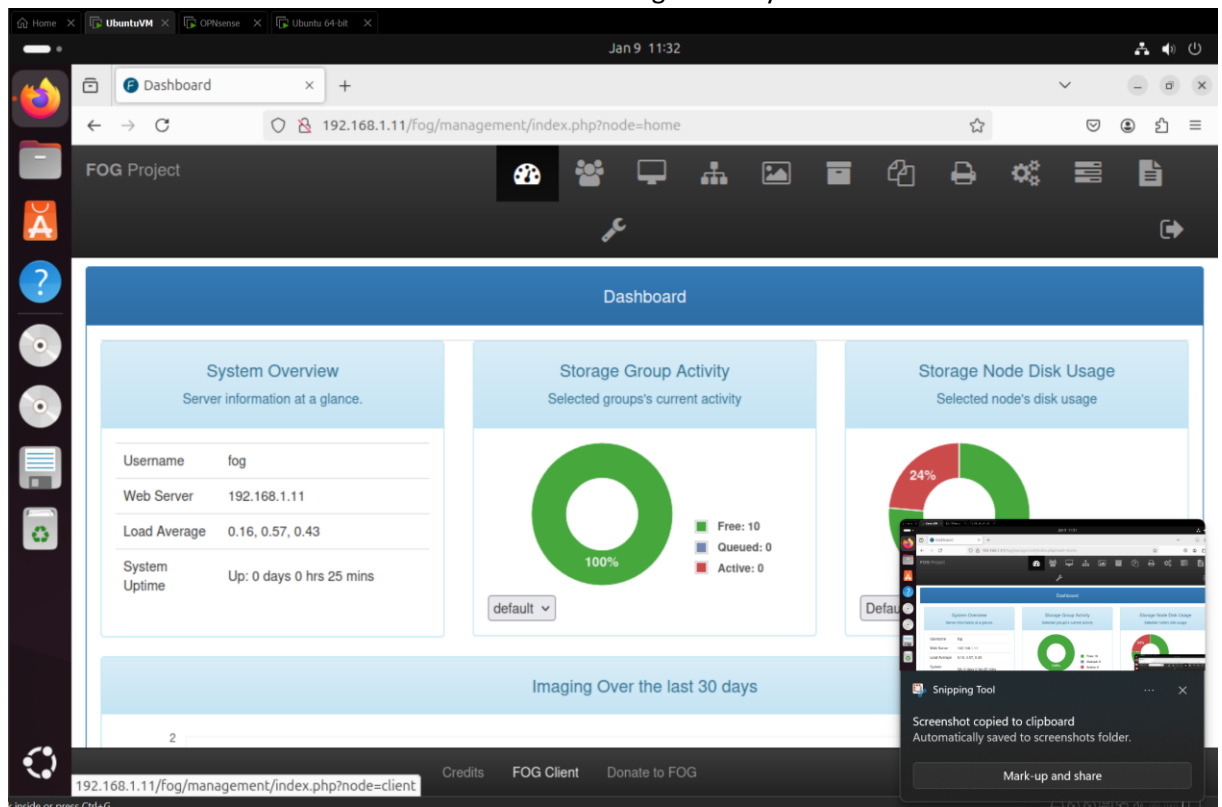 Home
UbuntuVM
OPNsense
Ubuntu 64-bit
Jan 9 11:32
Dashboard
192.168.1.11/fog/management/index.php?node=home
FOG Project
Dashboard
System Overview
Server information at a glance.
Username fog
Web Server 192.168.1.11
Load Average 0.16, 0.57, 0.43
System Uptime Up: 0 days 0 hrs 25 mins
Storage Group Activity
Selected groups's current activity
100%
Free: 10
Queued: 0
Active: 0
default
Storage Node Disk Usage
Selected node's disk usage
24%
Defau
Imaging Over the last 30 days
2
Snipping Tool
Screenshot copied to clipboard
Automatically saved to screenshots folder.
Mark-up and share
Credits FOG Client Donate to FOG
192.168.1.11/fog/management/index.php?node=client
inside or press Ctrl+G